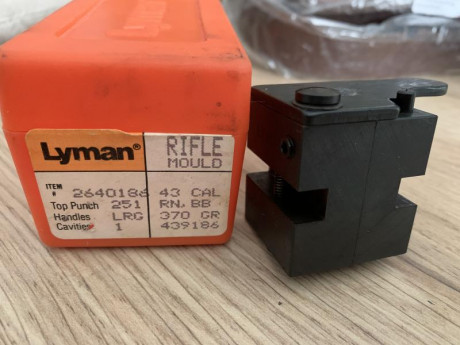 Lyman®
RIFLE
MOULD
ITEM # 2640186 43 CAL
Top Punch 251 RN, BB
Handles LRG 370 GR
Cavities 1 439186